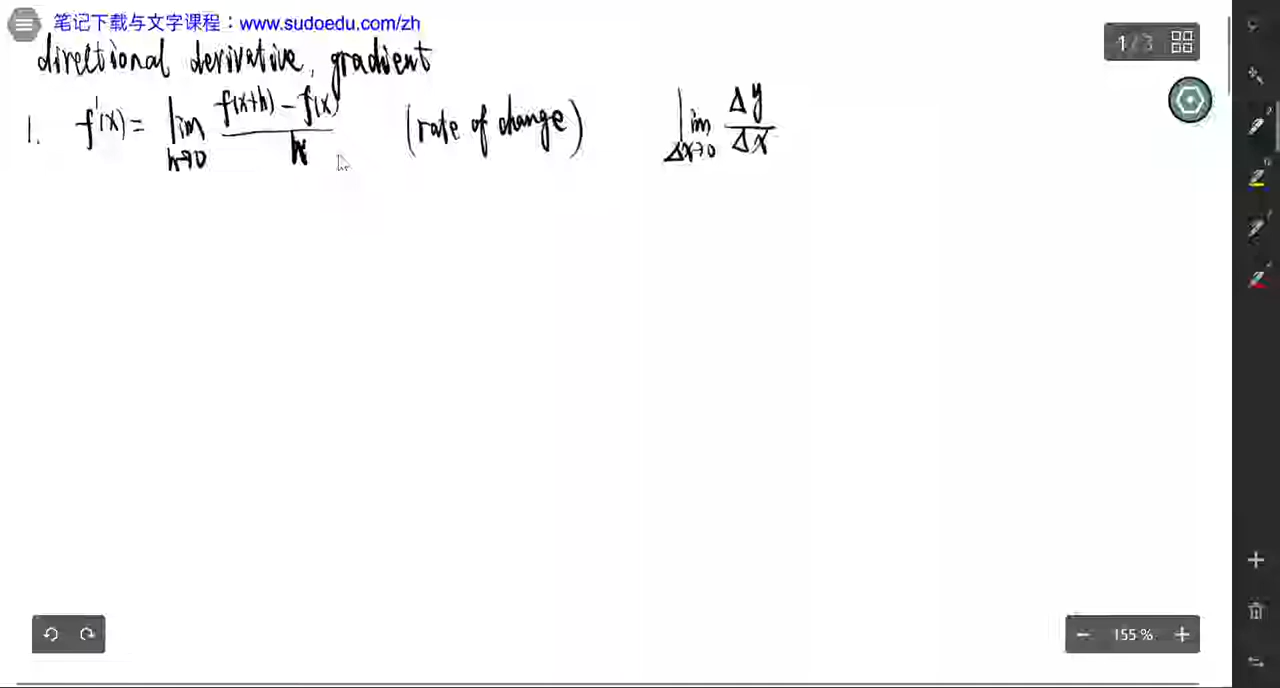 笔记下载与文字课程：www.sudoedu.com/zh
1/3
directional derivative, gradient
1. f'(x) = lim h→0 f(x+h) - f(x) / h (rate of change) lim Δx→0 Δy / Δx
155 %